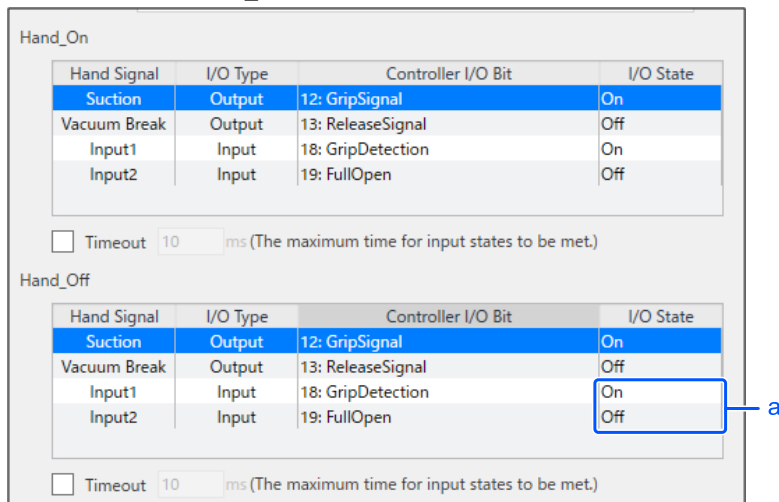 Hand_On
Hand Signal I/O Type Controller I/O Bit I/O State
Suction Output 12: GripSignal On
Vacuum Break Output 13: ReleaseSignal Off
Input1 Input 18: GripDetection On
Input2 Input 19: FullOpen Off
Timeout 10 ms (The maximum time for input states to be met.)
Hand_Off
Hand Signal I/O Type Controller I/O Bit I/O State
Suction Output 12: GripSignal On
Vacuum Break Output 13: ReleaseSignal Off
Input1 Input 18: GripDetection On
Input2 Input 19: FullOpen Off
a
Timeout 10 ms (The maximum time for input states to be met.)